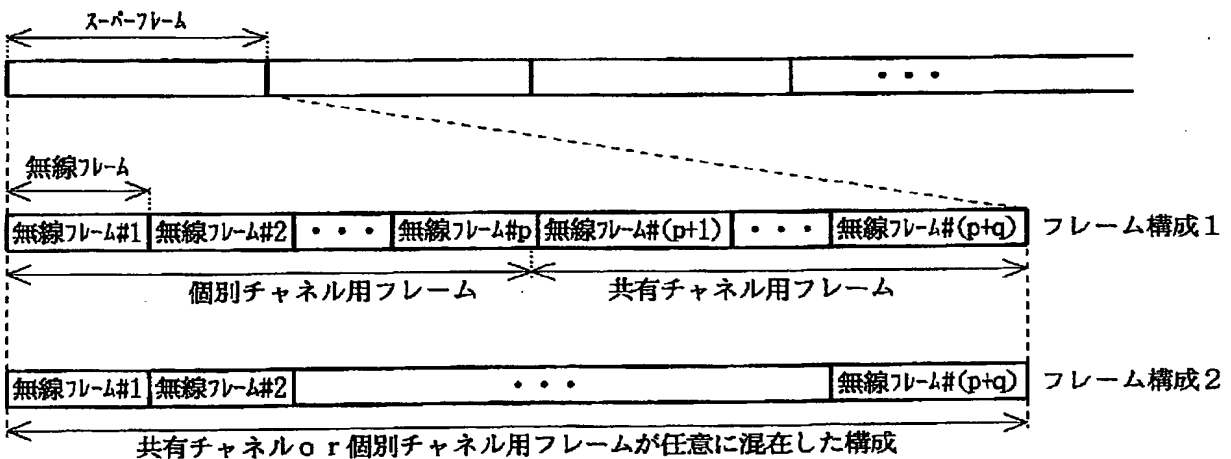 スーパーフレーム
・・・
無線フレーム
無線フレーム#1 無線フレーム#2 ・・・ 無線フレーム#p 無線フレーム#(p+1) ・・・ 無線フレーム#(p+q) フレーム構成1
個別チャネル用フレーム 共有チャネル用フレーム
無線フレーム#1 無線フレーム#2 ・・・ 無線フレーム#(p+q) フレーム構成2
共有チャネルor個別チャネル用フレームが任意に混在した構成